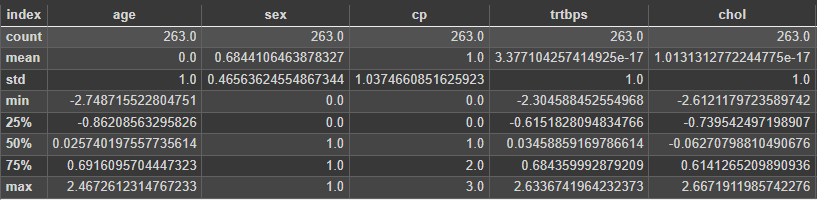 index age sex cp trtbps chol
count 263.0 263.0 263.0 263.0 263.0
mean 0.0 0.6844106463878327 1.0 3.377104257414925e-17 1.0131312772244775e-17
std 1.0 0.46563624554867344 1.0374660851625923 1.0 1.0
min -2.748715522804751 0.0 0.0 -2.304588452554968 -2.6121179723589742
25% -0.86208563295826 0.0 0.0 -0.6151828094834766 -0.739542497198907
50% 0.025740197557735614 1.0 1.0 0.03458859169786614 -0.06270798810490676
75% 0.6916095704447323 1.0 2.0 0.684359992879209 0.6141265209890936
max 2.4672612314767233 1.0 3.0 2.6336741964232373 2.6671911985742276